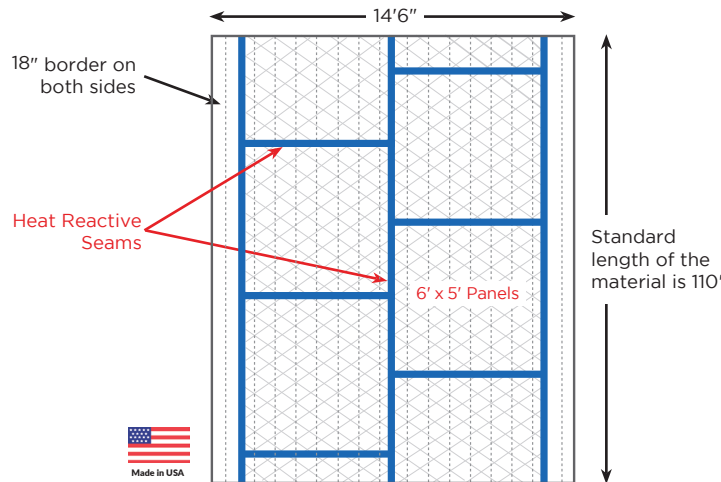 14'6"
18" border on
both sides
Heat Reactive
Seams
6' x 5' Panels
Standard
length of the
material is 110'
Made in USA